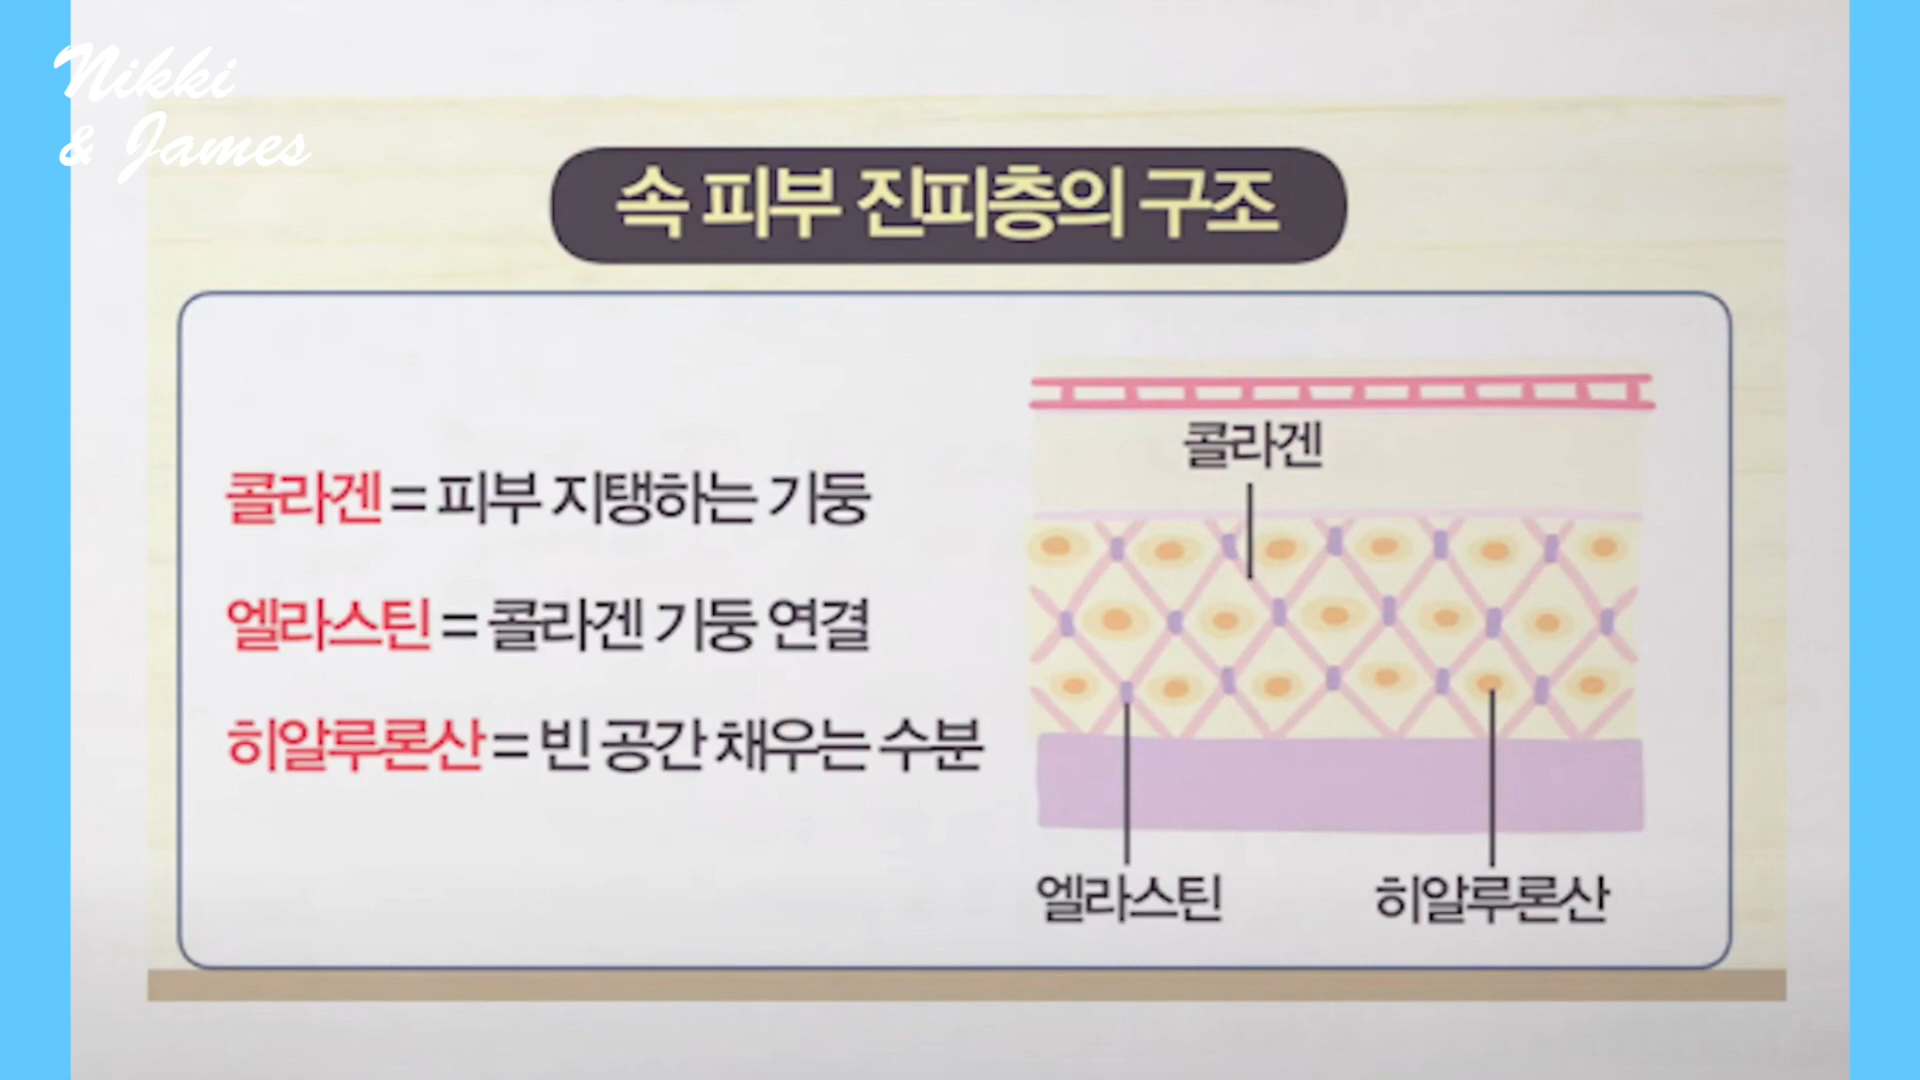 Nikki
& James
속 피부 진피층의 구조
콜라겐 = 피부 지탱하는 기둥
엘라스틴 = 콜라겐 기둥 연결
히알루론산 = 빈 공간 채우는 수분
콜라겐
엘라스틴
히알루론산